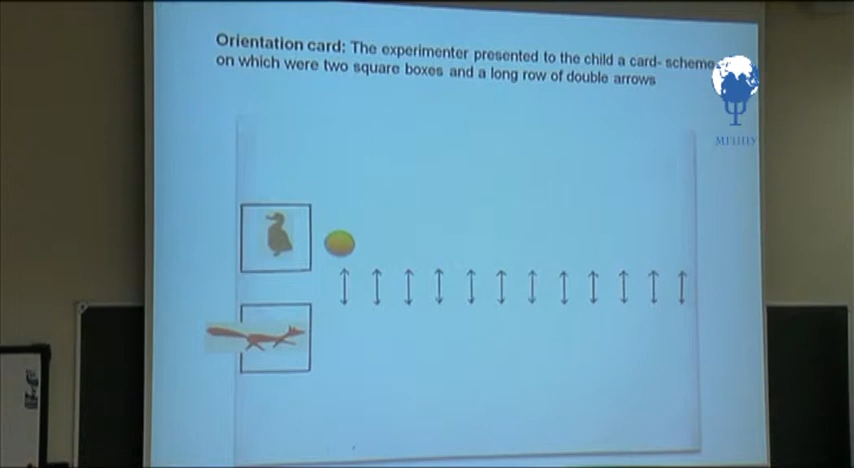 Orientation card: The experimenter presented to the child a card- scheme
on which were two square boxes and a long row of double arrows
МГППУ